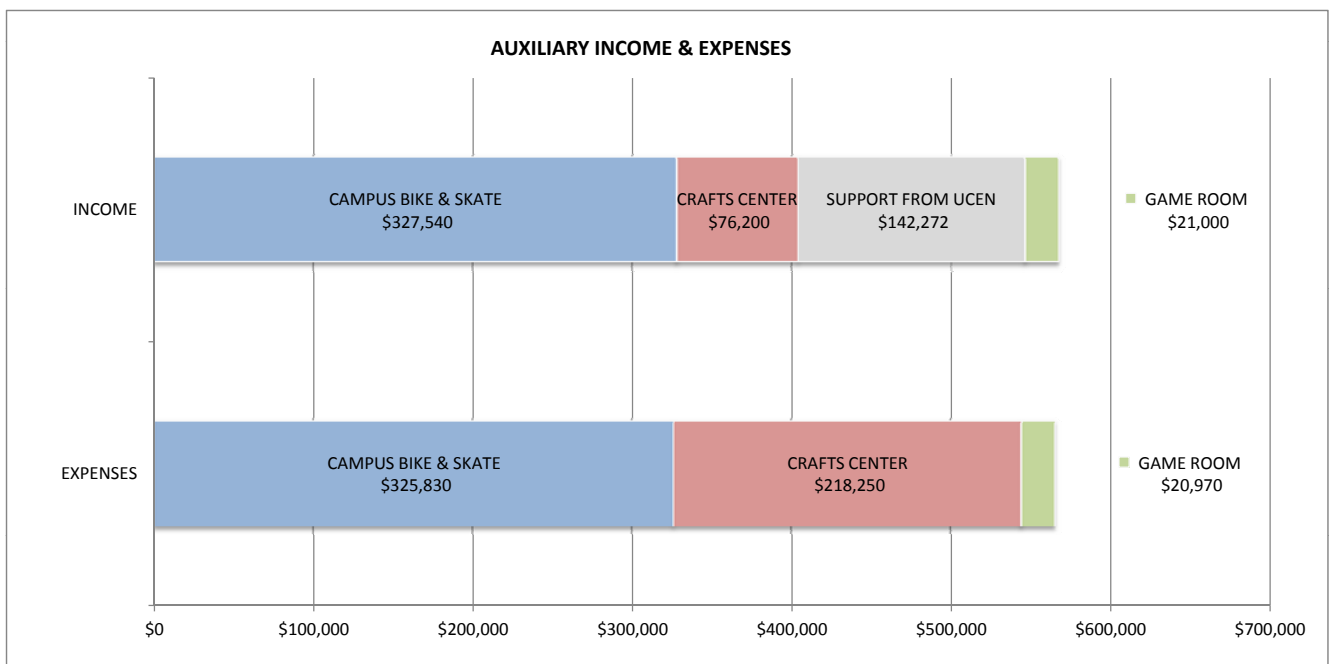 AUXILIARY INCOME & EXPENSES
INCOME
CAMPUS BIKE & SKATE
$327,540
CRAFTS CENTER
$76,200
SUPPORT FROM UCEN
$142,272
GAME ROOM
$21,000
EXPENSES
CAMPUS BIKE & SKATE
$325,830
CRAFTS CENTER
$218,250
GAME ROOM
$20,970
$0 $100,000 $200,000 $300,000 $400,000 $500,000 $600,000 $700,000